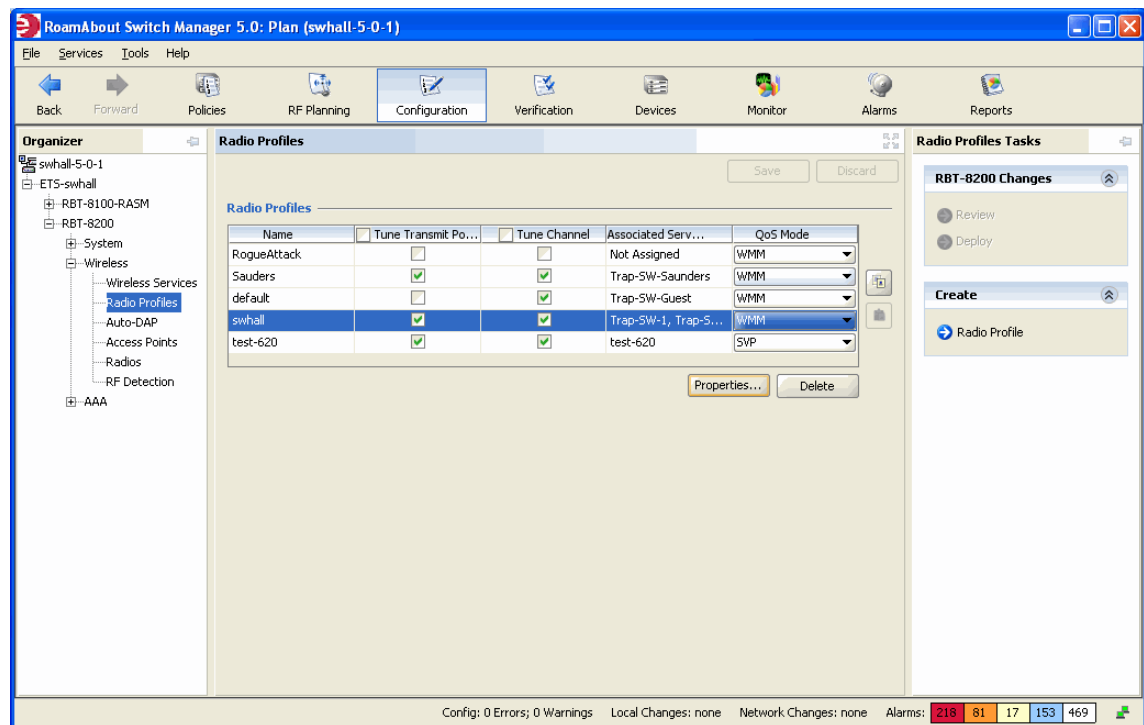 RoamAbout Switch Manager 5.0: Plan (swhall-5-0-1)
File Services Tools Help
Back Forward Policies RF Planning Configuration Verification Devices Monitor Alarms Reports
Organizer
swhall-5-0-1
ETS-swhall
RBT-8100-RASM
RBT-8200
System
Wireless
Wireless Services
Radio Profiles
Auto-DAP
Access Points
Radios
RF Detection
AAA
Radio Profiles
Save Discard
Radio Profiles
Name Tune Transmit Po... Tune Channel Associated Serv... QoS Mode
RogueAttack Not Assigned WMM
Sauders Trap-SW-Saunders WMM
default Trap-SW-Guest WMM
swhall Trap-SW-1, Trap-S... WMM
test-620 test-620 SVP
Properties... Delete
Radio Profiles Tasks
RBT-8200 Changes
Review
Deploy
Create
Radio Profile
Config: 0 Errors; 0 Warnings Local Changes: none Network Changes: none Alarms: 218 81 17 153 469